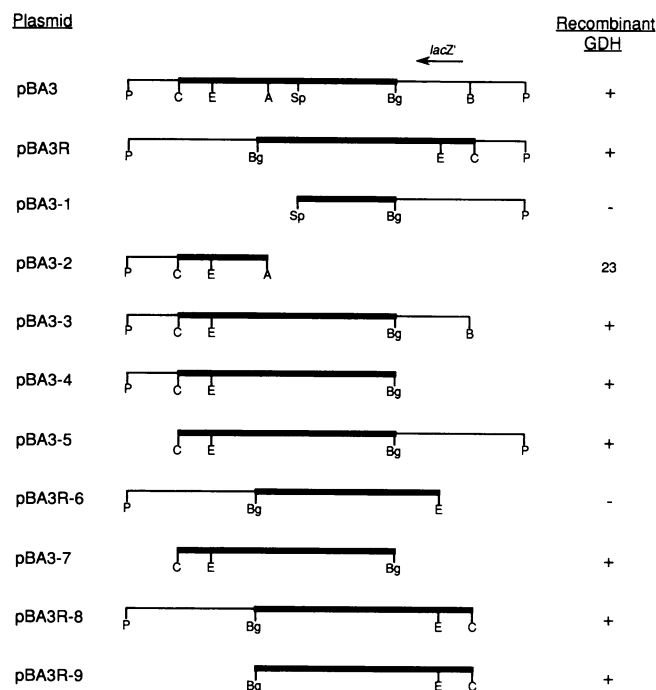 Plasmid
Recombinant
GDH
lacZ'
pBA3
P C E A Sp Bg B P
+
pBA3R
P Bg E C P
+
pBA3-1
Sp Bg P
-
pBA3-2
P C E A
23
pBA3-3
P C E Bg B
+
pBA3-4
P C E Bg
+
pBA3-5
C E Bg P
+
pBA3R-6
P Bg E
-
pBA3-7
C E Bg
+
pBA3R-8
P Bg E C
+
pBA3R-9
Bg E C
+